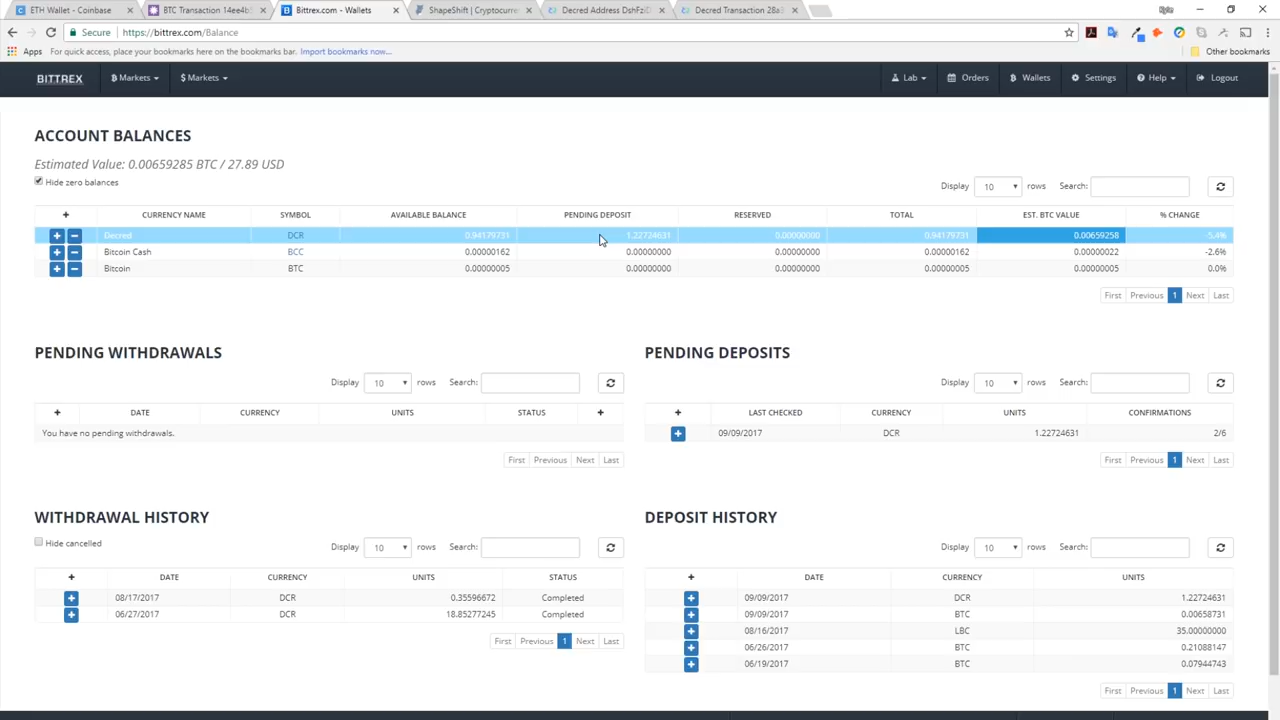 ETH Wallet - Coinbase
BTC Transaction 14ee4b
Bittrex.com - Wallets
ShapeShift | Cryptocurre
Decred Address DshFziD
Decred Transaction 28a
Secure https://bittrex.com/Balance
Apps For quick access, place your bookmarks here on the bookmarks bar. Import bookmarks now... Other bookmarks
BITTREX B Markets $ Markets Lab Orders B Wallets Settings Help Logout
ACCOUNT BALANCES
Estimated Value: 0.00659285 BTC / 27.89 USD
Hide zero balances
Display 10 rows Search:
+ CURRENCY NAME SYMBOL AVAILABLE BALANCE PENDING DEPOSIT RESERVED TOTAL EST. BTC VALUE % CHANGE
+ - Decred DCR 0.94179731 1.22724631 0.00000000 0.94179731 0.00659258 -5.4%
+ - Bitcoin Cash BCC 0.00000162 0.00000000 0.00000000 0.00000162 0.00000022 -2.6%
+ - Bitcoin BTC 0.00000005 0.00000000 0.00000000 0.00000005 0.00000005 0.0%
First Previous 1 Next Last
PENDING WITHDRAWALS
Display 10 rows Search:
+ DATE CURRENCY UNITS STATUS +
You have no pending withdrawals.
First Previous Next Last
PENDING DEPOSITS
Display 10 rows Search:
+ LAST CHECKED CURRENCY UNITS CONFIRMATIONS
+ 09/09/2017 DCR 1.22724631 2/6
First Previous 1 Next Last
WITHDRAWAL HISTORY
Hide cancelled
Display 10 rows Search:
+ DATE CURRENCY UNITS STATUS
+ 08/17/2017 DCR 0.35596672 Completed
+ 06/27/2017 DCR 18.85277245 Completed
First Previous 1 Next Last
DEPOSIT HISTORY
Display 10 rows Search:
+ DATE CURRENCY UNITS
+ 09/09/2017 DCR 1.22724631
+ 09/09/2017 BTC 0.00658731
+ 08/16/2017 LBC 35.00000000
+ 06/26/2017 BTC 0.21088147
+ 06/19/2017 BTC 0.07944743
First Previous 1 Next Last